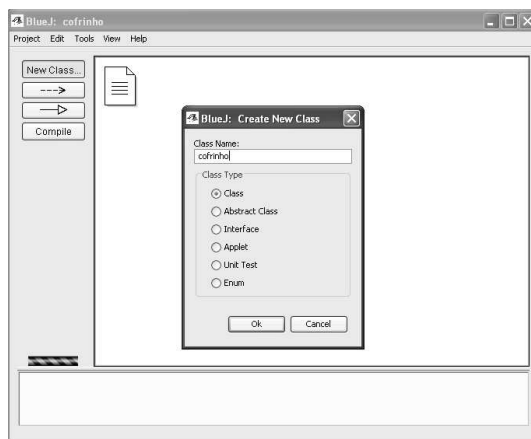 BlueJ: cofrinho
Project Edit Tools View Help
New Class...
--->
Compile
BlueJ: Create New Class
Class Name:
cofrinho
Class Type
Class
Abstract Class
Interface
Applet
Unit Test
Enum
Ok Cancel